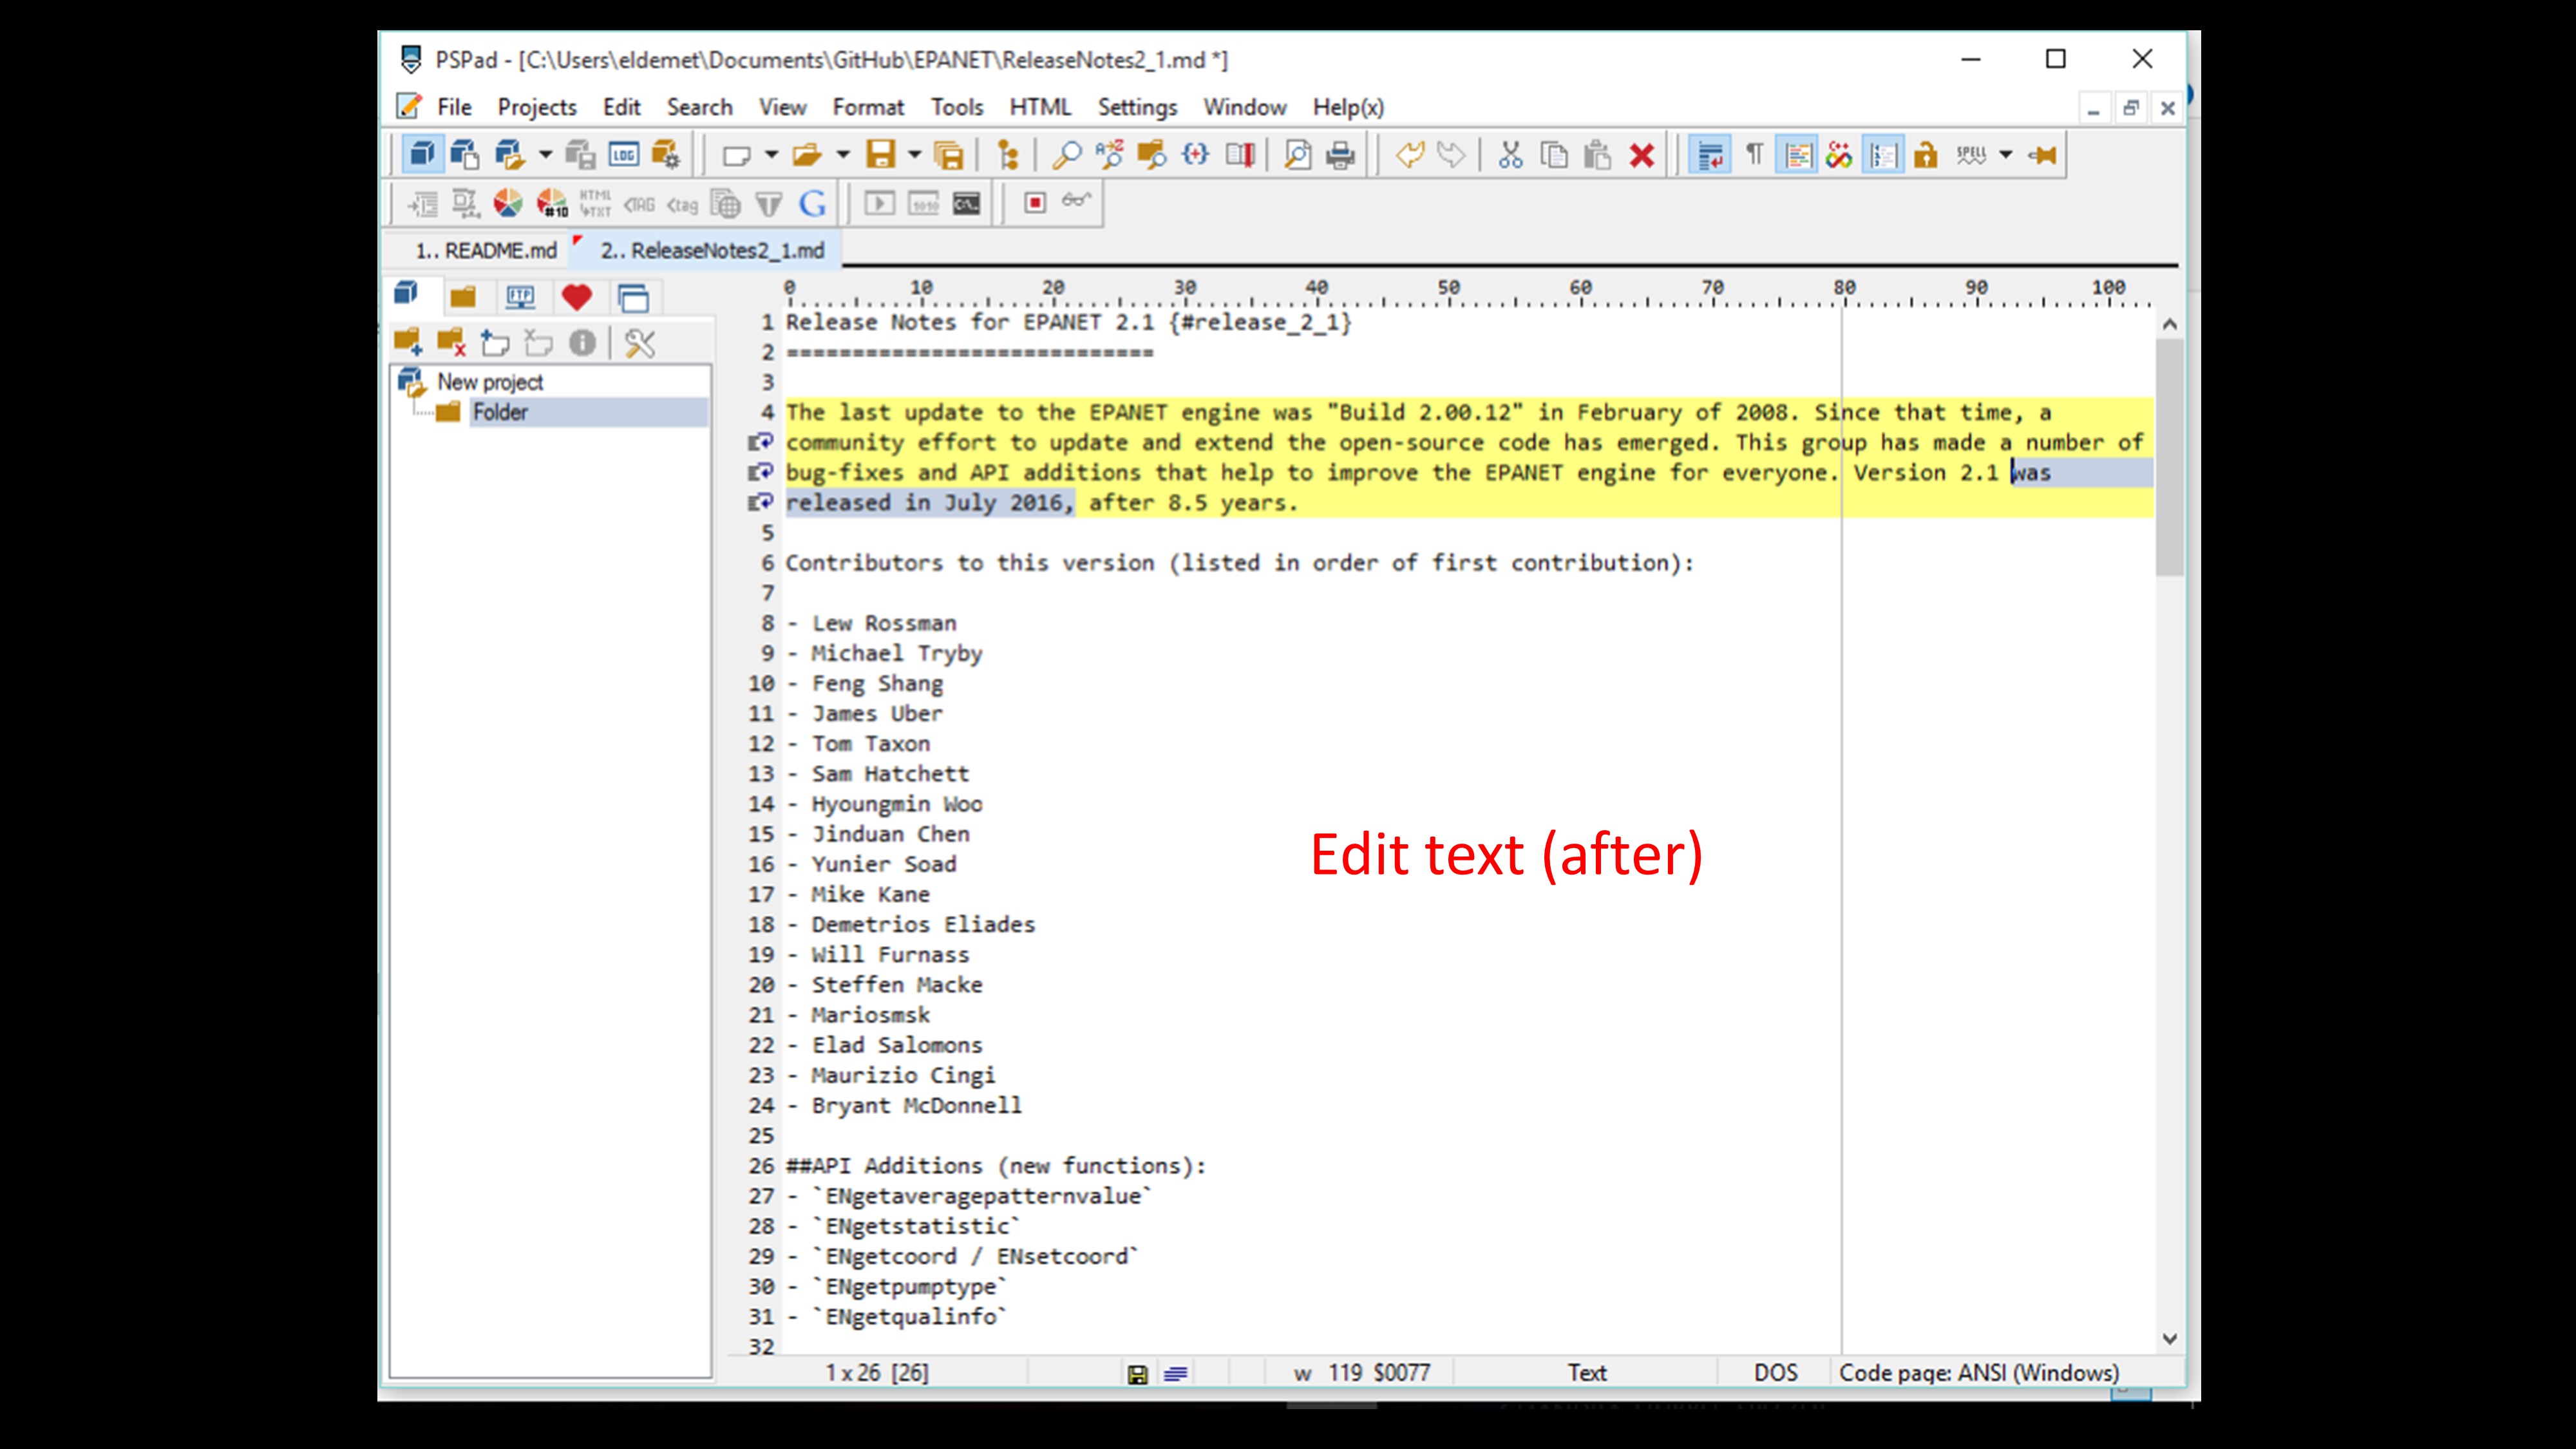 PSPad - [C:\Users\eldemet\Documents\GitHub\EPANET\ReleaseNotes2_1.md *]
File Projects Edit Search View Format Tools HTML Settings Window Help(x)
LOG A Z C++ SPELL
#10 HTML TXT <TAG <tag T G 1010 C:\_
1.. README.md 2.. ReleaseNotes2_1.md
FTP
New project
Folder
0 10 20 30 40 50 60 70 80 90 100
1 Release Notes for EPANET 2.1 {#release_2_1}
2 ============================
3
4 The last update to the EPANET engine was "Build 2.00.12" in February of 2008. Since that time, a
community effort to update and extend the open-source code has emerged. This group has made a number of
bug-fixes and API additions that help to improve the EPANET engine for everyone. Version 2.1 was
released in July 2016, after 8.5 years.
5
6 Contributors to this version (listed in order of first contribution):
7
8 - Lew Rossman
9 - Michael Tryby
10 - Feng Shang
11 - James Uber
12 - Tom Taxon
13 - Sam Hatchett
14 - Hyoungmin Woo
15 - Jinduan Chen
16 - Yunier Soad
17 - Mike Kane
18 - Demetrios Eliades
19 - Will Furnass
20 - Steffen Macke
21 - Mariosmsk
22 - Elad Salomons
23 - Maurizio Cingi
24 - Bryant McDonnell
25
26 ##API Additions (new functions):
27 - `ENgetaveragepatternvalue`
28 - `ENgetstatistic`
29 - `ENgetcoord / ENsetcoord`
30 - `ENgetpumptype`
31 - `ENgetqualinfo`
32
Edit text (after)
1 x 26 [26] w 119 $0077 Text DOS Code page: ANSI (Windows)